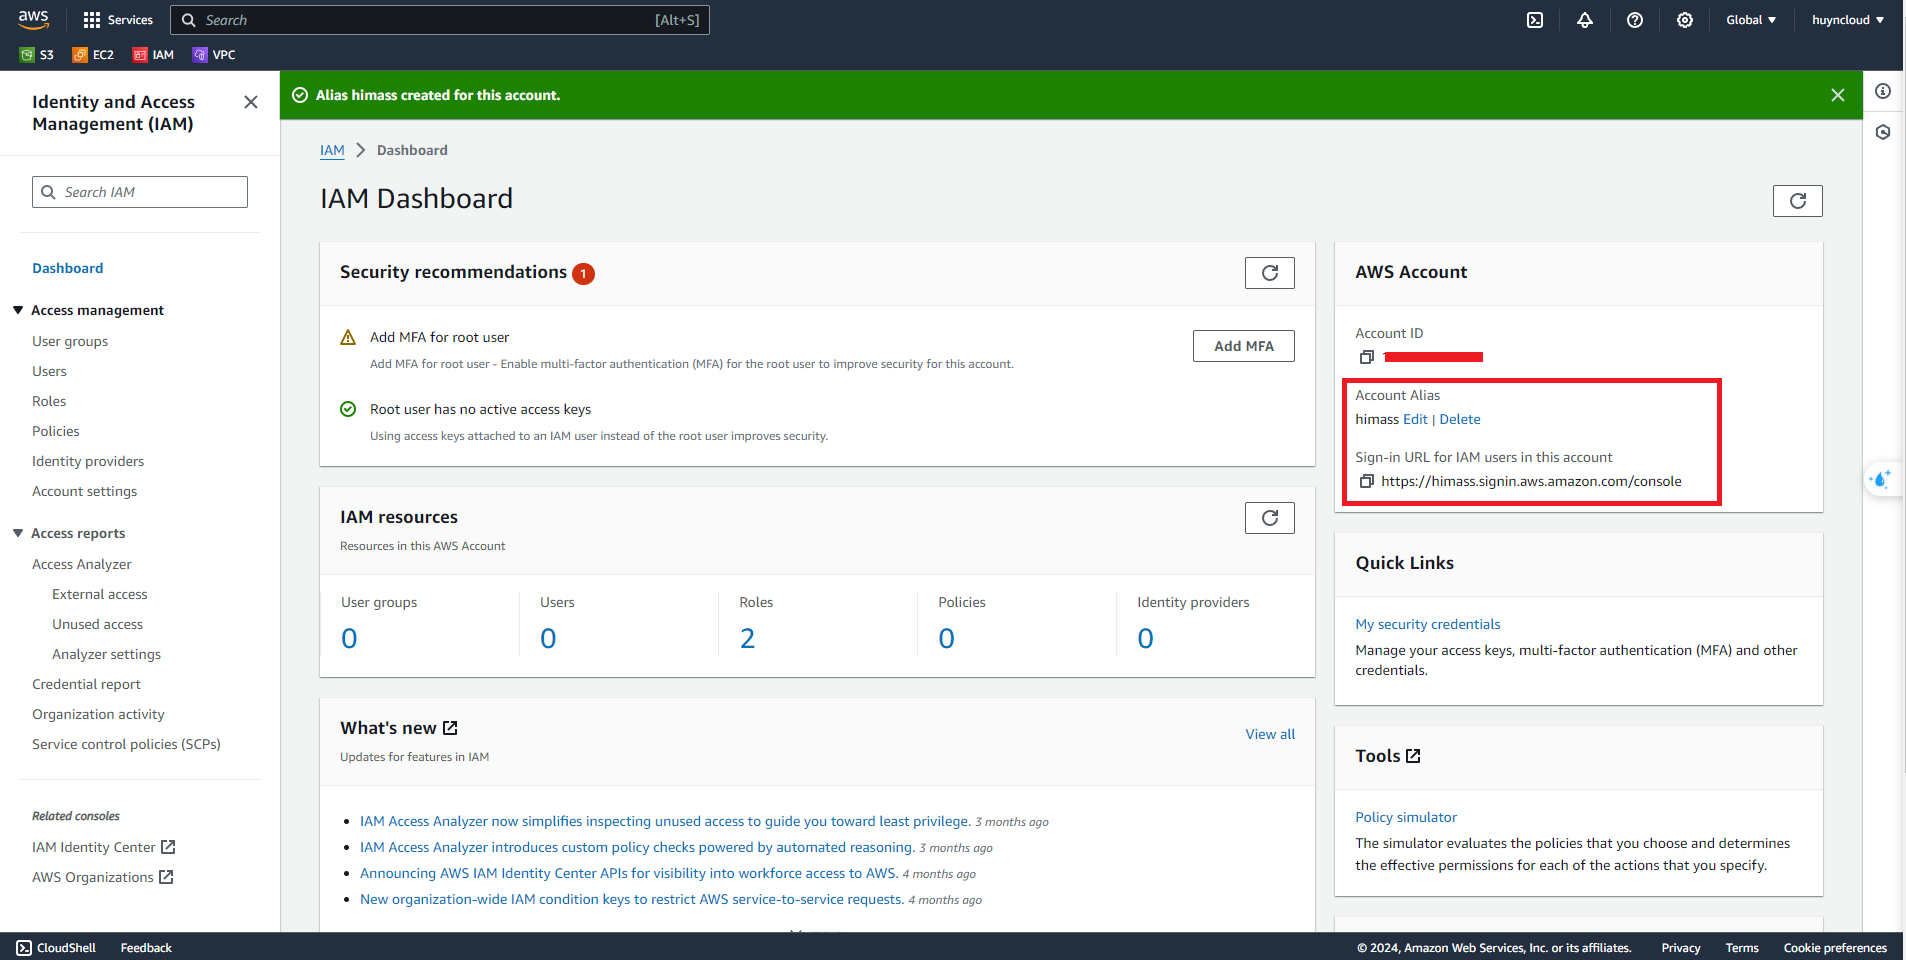 aws
Services
Search
[Alt+S]
Global
huyncloud
S3
EC2
IAM
VPC
Identity and Access
Management (IAM)
Search IAM
Dashboard
Access management
User groups
Users
Roles
Policies
Identity providers
Account settings
Access reports
Access Analyzer
External access
Unused access
Analyzer settings
Credential report
Organization activity
Service control policies (SCPs)
Related consoles
IAM Identity Center
AWS Organizations
Alias himass created for this account.
IAM
Dashboard
IAM Dashboard
Security recommendations 1
Add MFA for root user
Add MFA for root user - Enable multi-factor authentication (MFA) for the root user to improve security for this account.
Add MFA
Root user has no active access keys
Using access keys attached to an IAM user instead of the root user improves security.
IAM resources
Resources in this AWS Account
User groups
0
Users
0
Roles
2
Policies
0
Identity providers
0
What's new
View all
Updates for features in IAM
IAM Access Analyzer now simplifies inspecting unused access to guide you toward least privilege. 3 months ago
IAM Access Analyzer introduces custom policy checks powered by automated reasoning. 3 months ago
Announcing AWS IAM Identity Center APIs for visibility into workforce access to AWS. 4 months ago
New organization-wide IAM condition keys to restrict AWS service-to-service requests. 4 months ago
AWS Account
Account ID
Account Alias
himass Edit | Delete
Sign-in URL for IAM users in this account
https://himass.signin.aws.amazon.com/console
Quick Links
My security credentials
Manage your access keys, multi-factor authentication (MFA) and other
credentials.
Tools
Policy simulator
The simulator evaluates the policies that you choose and determines
the effective permissions for each of the actions that you specify.
CloudShell
Feedback
© 2024, Amazon Web Services, Inc. or its affiliates.
Privacy
Terms
Cookie preferences